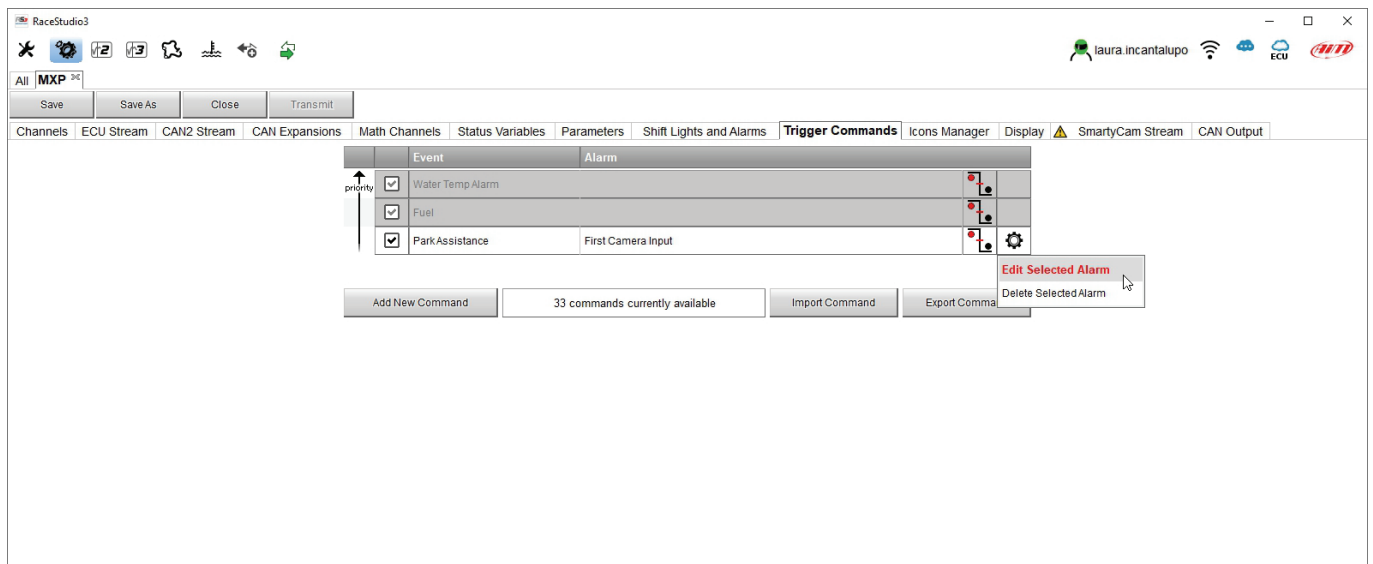 RaceStudio3
laura.incantalupo
ECU
AiM
All MXP
Save Save As Close Transmit
Channels ECU Stream CAN2 Stream CAN Expansions Math Channels Status Variables Parameters Shift Lights and Alarms Trigger Commands Icons Manager Display SmartyCam Stream CAN Output
Event Alarm
priority Water Temp Alarm
Fuel
Park Assistance First Camera Input
Edit Selected Alarm
Delete Selected Alarm
Add New Command 33 commands currently available Import Command Export Comma